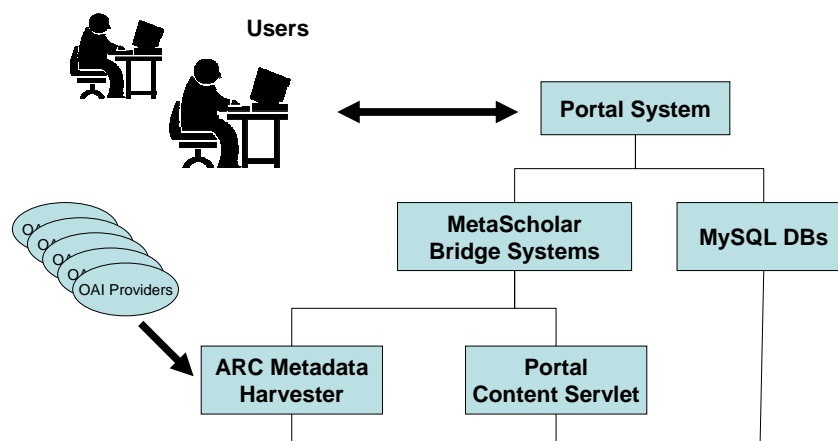 Users
Portal System
MetaScholar
Bridge Systems
MySQL DBs
OAI Providers
ARC Metadata
Harvester
Portal
Content Servlet